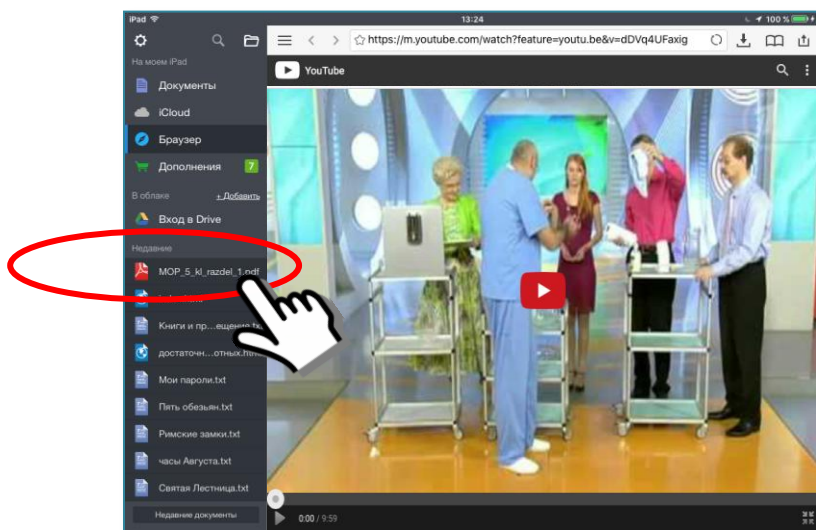 iPad 13:24 100 %
https://m.youtube.com/watch?feature=youtu.be&v=dDVq4UFaxig
На моем iPad
YouTube
Документы
iCloud
Браузер
Дополнения 7
В облаке + Добавить
Вход в Drive
Недавние
MOP_5_kl_razdel_1.pdf
Книги и пр…ещение.txt
достаточн…отных.htm
Мои пароли.txt
Пять обезьян.txt
Римские замки.txt
часы Августа.txt
Святая Лестница.txt
Недавние документы
0:00 / 9:59